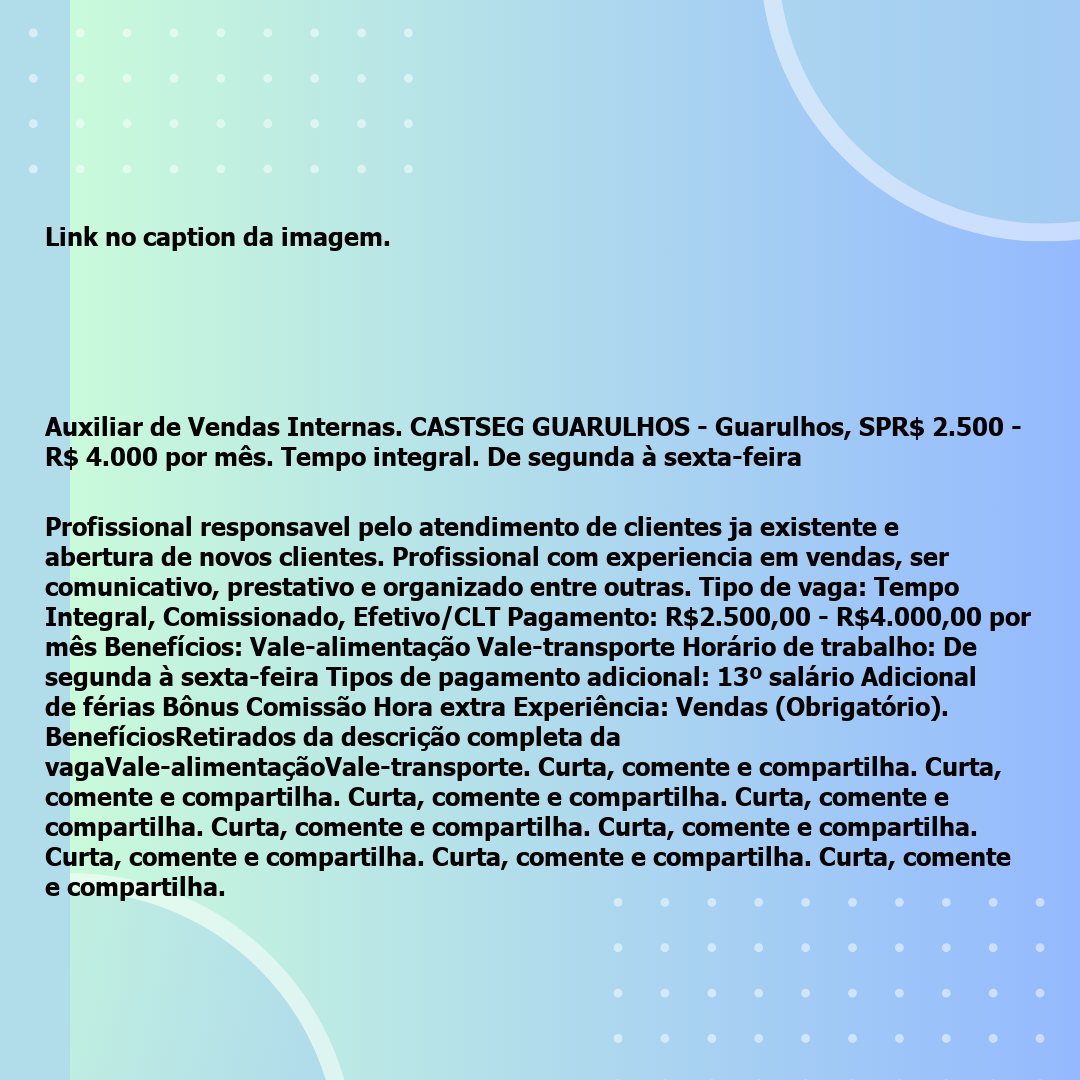 Link no caption da imagem.
Auxiliar de Vendas Internas. CASTSEG GUARULHOS - Guarulhos, SPR$ 2.500 -
R$ 4.000 por mês. Tempo integral. De segunda à sexta-feira
Profissional responsavel pelo atendimento de clientes ja existente e
abertura de novos clientes. Profissional com experiencia em vendas, ser
comunicativo, prestativo e organizado entre outras. Tipo de vaga: Tempo
Integral, Comissionado, Efetivo/CLT Pagamento: R$2.500,00 - R$4.000,00 por
mês Benefícios: Vale-alimentação Vale-transporte Horário de trabalho: De
segunda à sexta-feira Tipos de pagamento adicional: 13º salário Adicional
de férias Bônus Comissão Hora extra Experiência: Vendas (Obrigatório).
BenefíciosRetirados da descrição completa da
vagaVale-alimentaçãoVale-transporte. Curta, comente e compartilha. Curta,
comente e compartilha. Curta, comente e compartilha. Curta, comente e
compartilha. Curta, comente e compartilha. Curta, comente e compartilha.
Curta, comente e compartilha. Curta, comente e compartilha. Curta, comente
e compartilha.